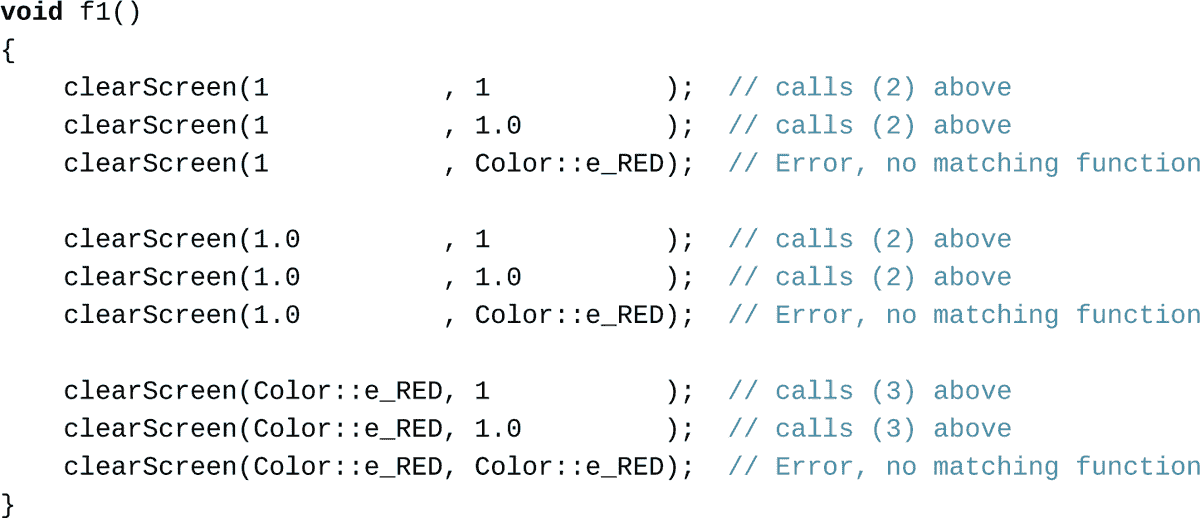 void f1()
{
    clearScreen(1           , 1           );  // calls (2) above
    clearScreen(1           , 1.0         );  // calls (2) above
    clearScreen(1           , Color::e_RED);  // Error, no matching function

    clearScreen(1.0         , 1           );  // calls (2) above
    clearScreen(1.0         , 1.0         );  // calls (2) above
    clearScreen(1.0         , Color::e_RED);  // Error, no matching function

    clearScreen(Color::e_RED, 1           );  // calls (3) above
    clearScreen(Color::e_RED, 1.0         );  // calls (3) above
    clearScreen(Color::e_RED, Color::e_RED);  // Error, no matching function
}